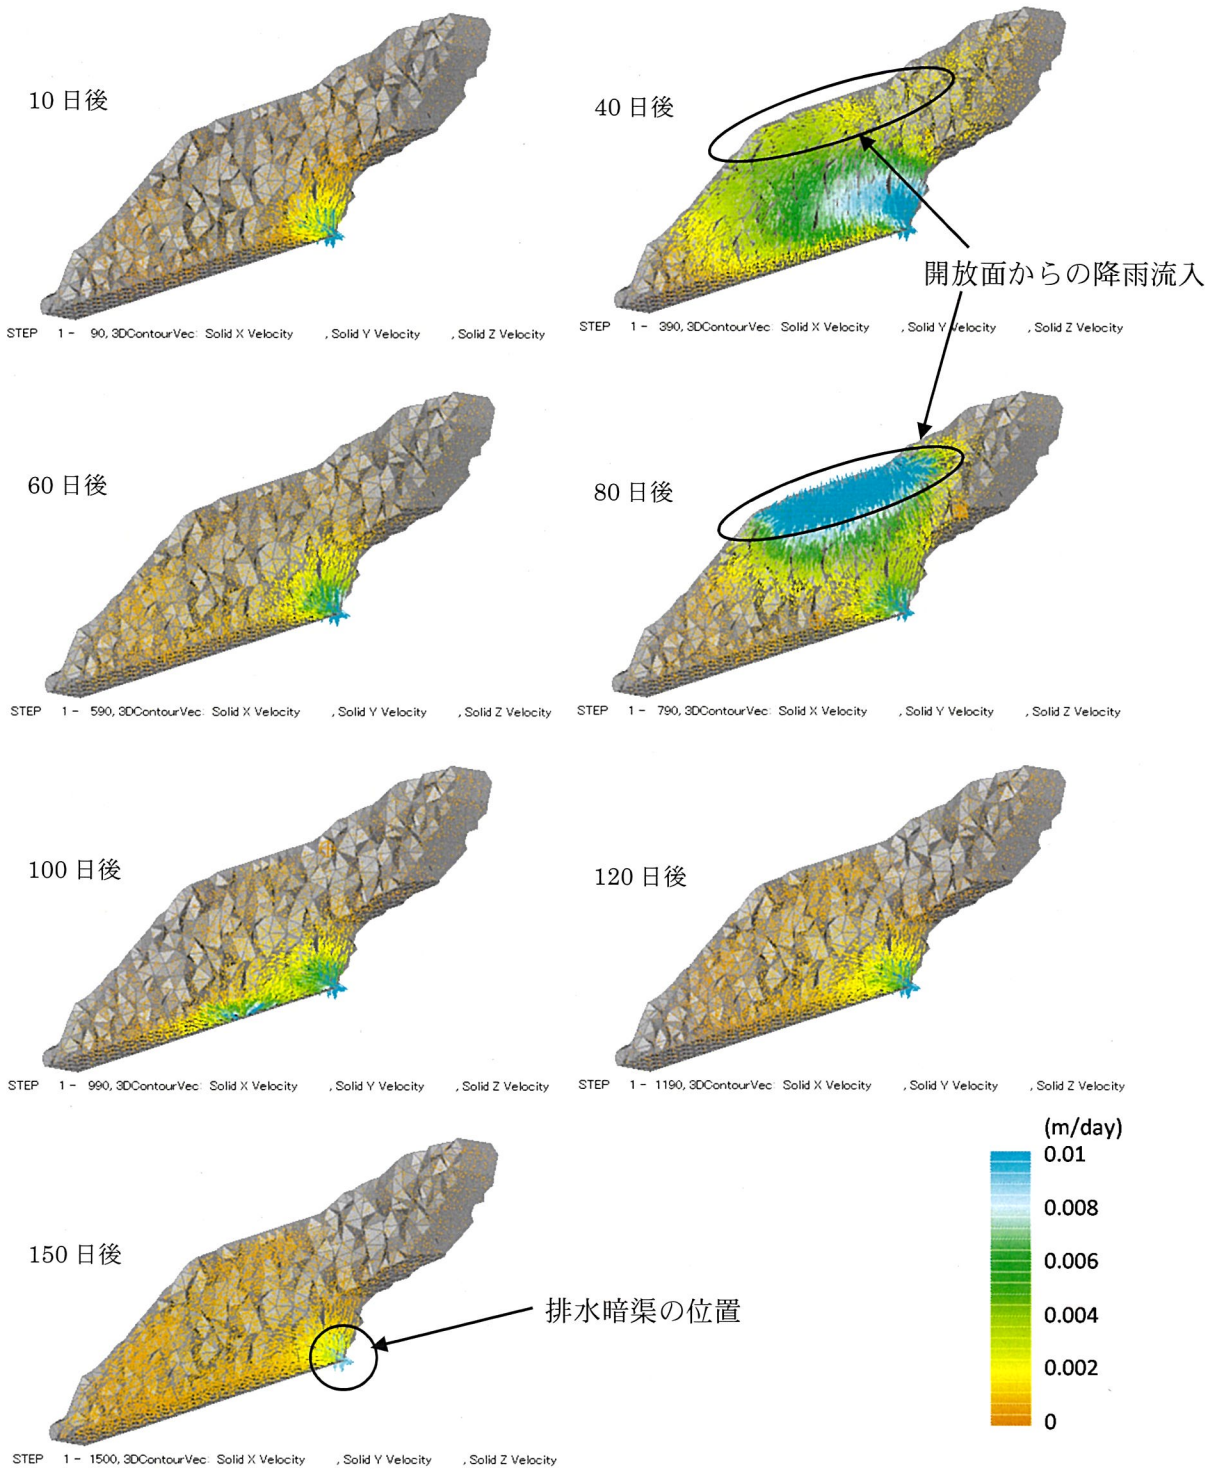 10 日後
40 日後
開放面からの降雨流入
STEP 1 - 90, 3DContourVec: Solid X Velocity , Solid Y Velocity , Solid Z Velocity
STEP 1 - 390, 3DContourVec: Solid X Velocity , Solid Y Velocity , Solid Z Velocity
60 日後
80 日後
STEP 1 - 590, 3DContourVec: Solid X Velocity , Solid Y Velocity , Solid Z Velocity
STEP 1 - 790, 3DContourVec: Solid X Velocity , Solid Y Velocity , Solid Z Velocity
100 日後
120 日後
STEP 1 - 990, 3DContourVec: Solid X Velocity , Solid Y Velocity , Solid Z Velocity
STEP 1 - 1190, 3DContourVec: Solid X Velocity , Solid Y Velocity , Solid Z Velocity
150 日後
排水暗渠の位置
STEP 1 - 1500, 3DContourVec: Solid X Velocity , Solid Y Velocity , Solid Z Velocity
(m/day)
0.01
0.008
0.006
0.004
0.002
0